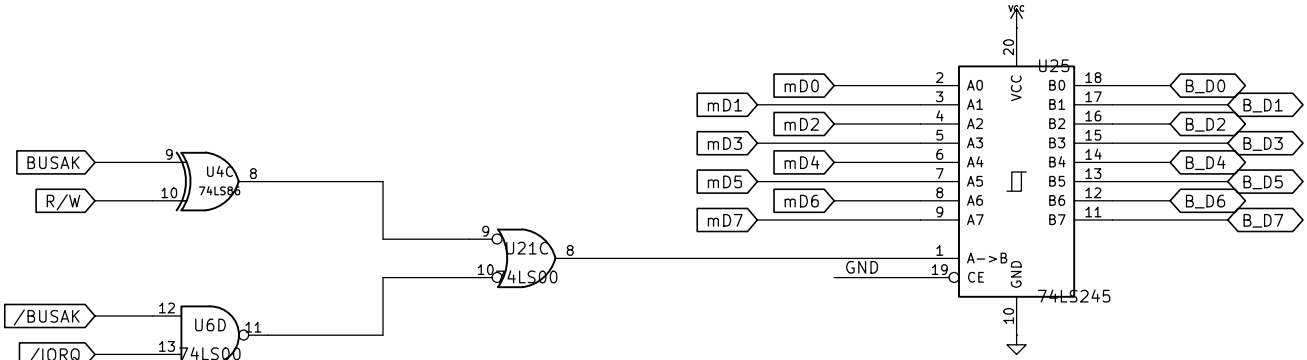 VCC
20
U25
mD0 2 A0 VCC B0 18 B_D0
mD1 3 A1 B1 17 B_D1
mD2 4 A2 B2 16 B_D2
mD3 5 A3 B3 15 B_D3
mD4 6 A4 B4 14 B_D4
mD5 7 A5 B5 13 B_D5
mD6 8 A6 B6 12 B_D6
mD7 9 A7 B7 11 B_D7
1 A->B
GND 19 CE GND
74LS245
10
BUSAK 9 U4C 8
R/W 10 74LS86
9 U21C 8
10 74LS00
/BUSAK 12 U6D 11
/IORQ 13 74LS00